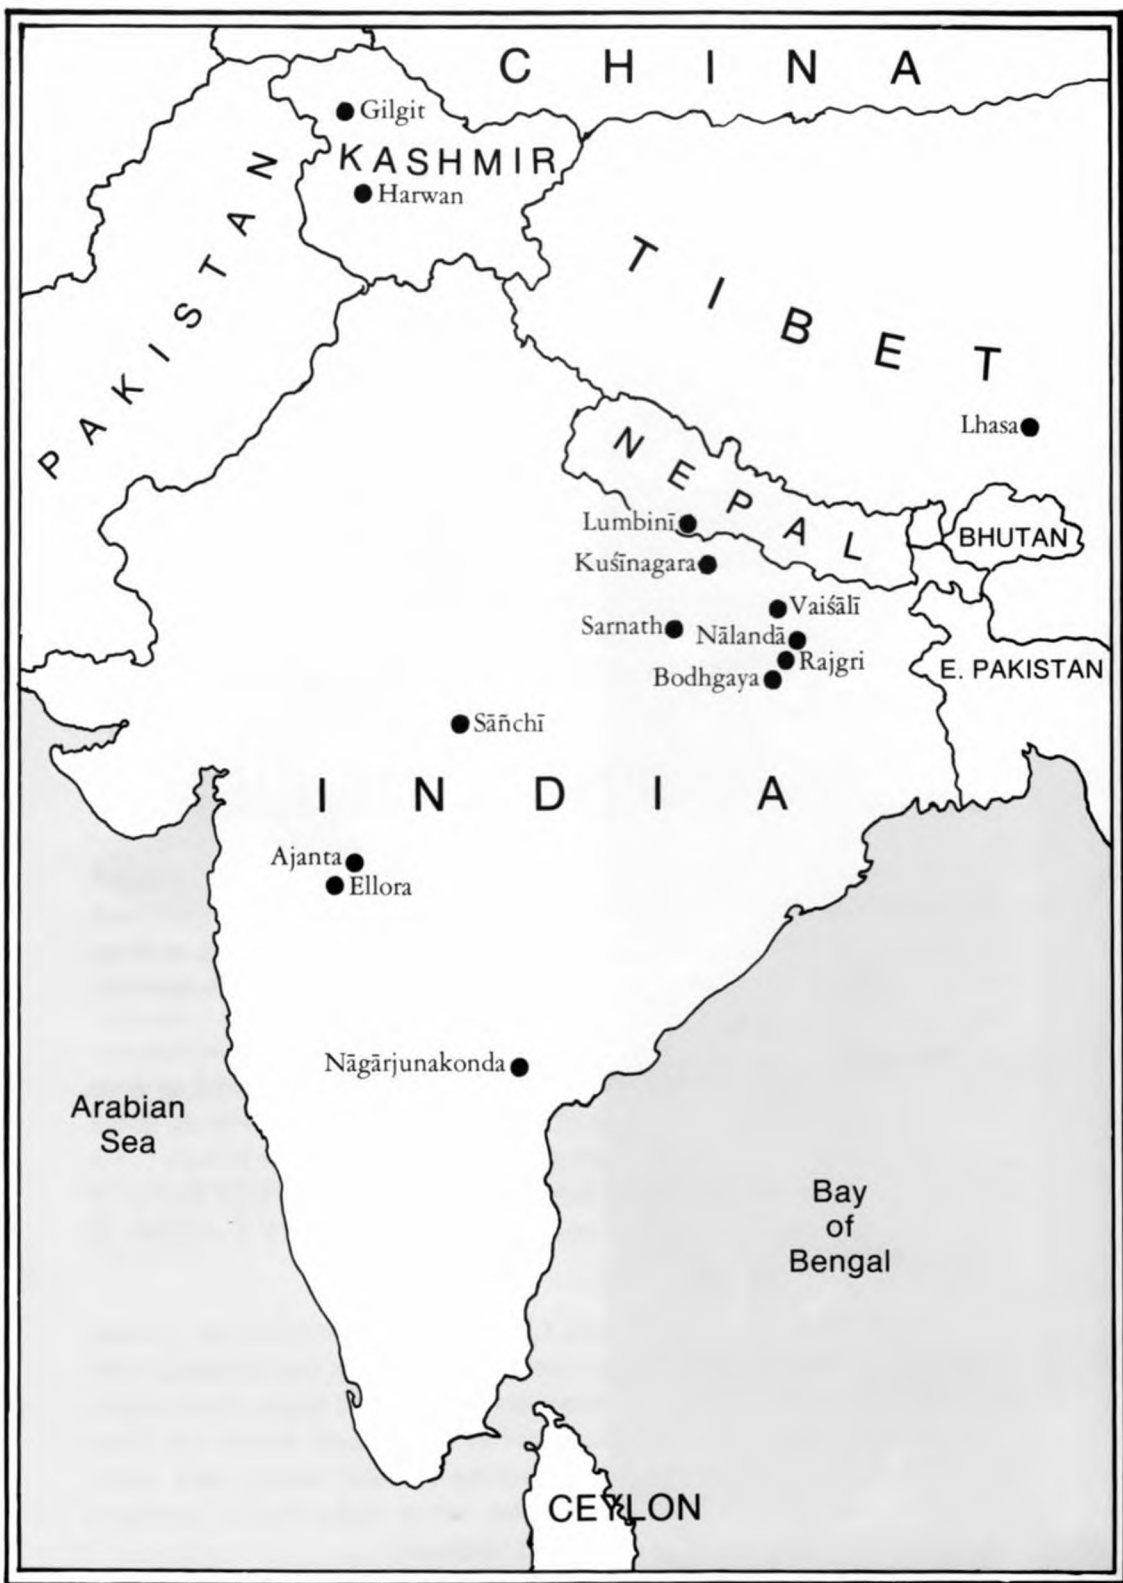 CHINA
Gilgit
KASHMIR
Harwan
PAKISTAN
TIBET
Lhasa
NEPAL
Lumbinī
BHUTAN
Kuśīnagara
Vaiśālī
Sarnath
Nālandā
Rajgri
E. PAKISTAN
Bodhgaya
Sāñchī
INDIA
Ajanta
Ellora
Nāgārjunakonda
Arabian
Sea
Bay
of
Bengal
CEYLON